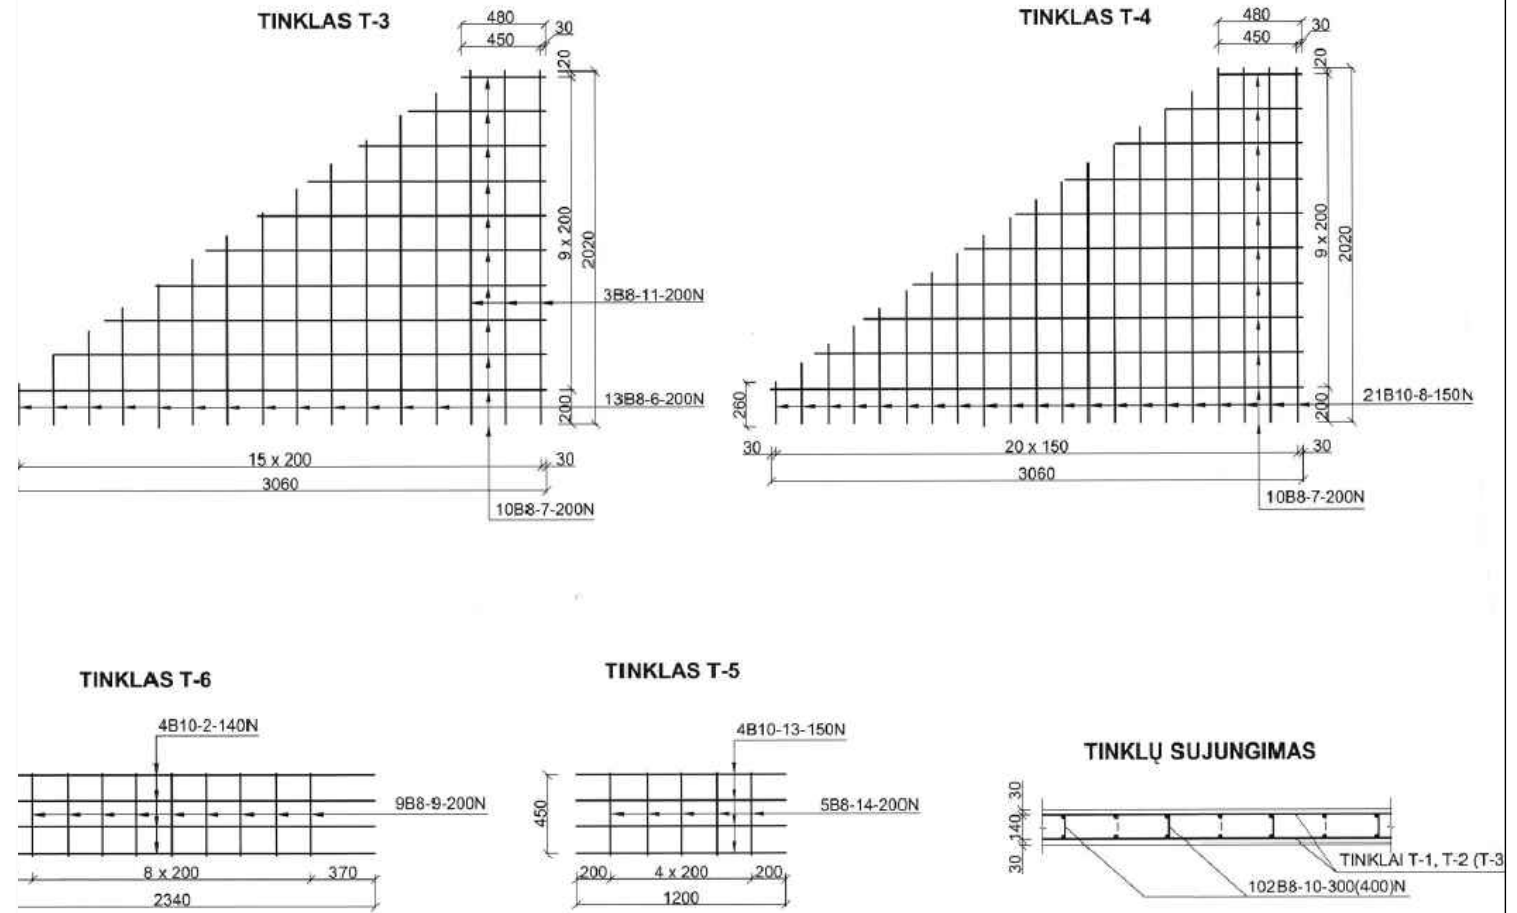 TINKLAS T-3
480
450
30
20
9 x 200
2020
3B8-11-200N
13B8-6-200N
200
15 x 200
30
3060
10B8-7-200N
TINKLAS T-4
480
450
30
20
9 x 200
2020
260
200
21B10-8-150N
30
20 x 150
30
3060
10B8-7-200N
TINKLAS T-6
4B10-2-140N
9B8-9-200N
8 x 200
370
2340
TINKLAS T-5
4B10-13-150N
450
5B8-14-200N
200
4 x 200
200
1200
TINKLŲ SUJUNGIMAS
30
140
30
TINKLAI T-1, T-2 (T-3
102B8-10-300(400)N